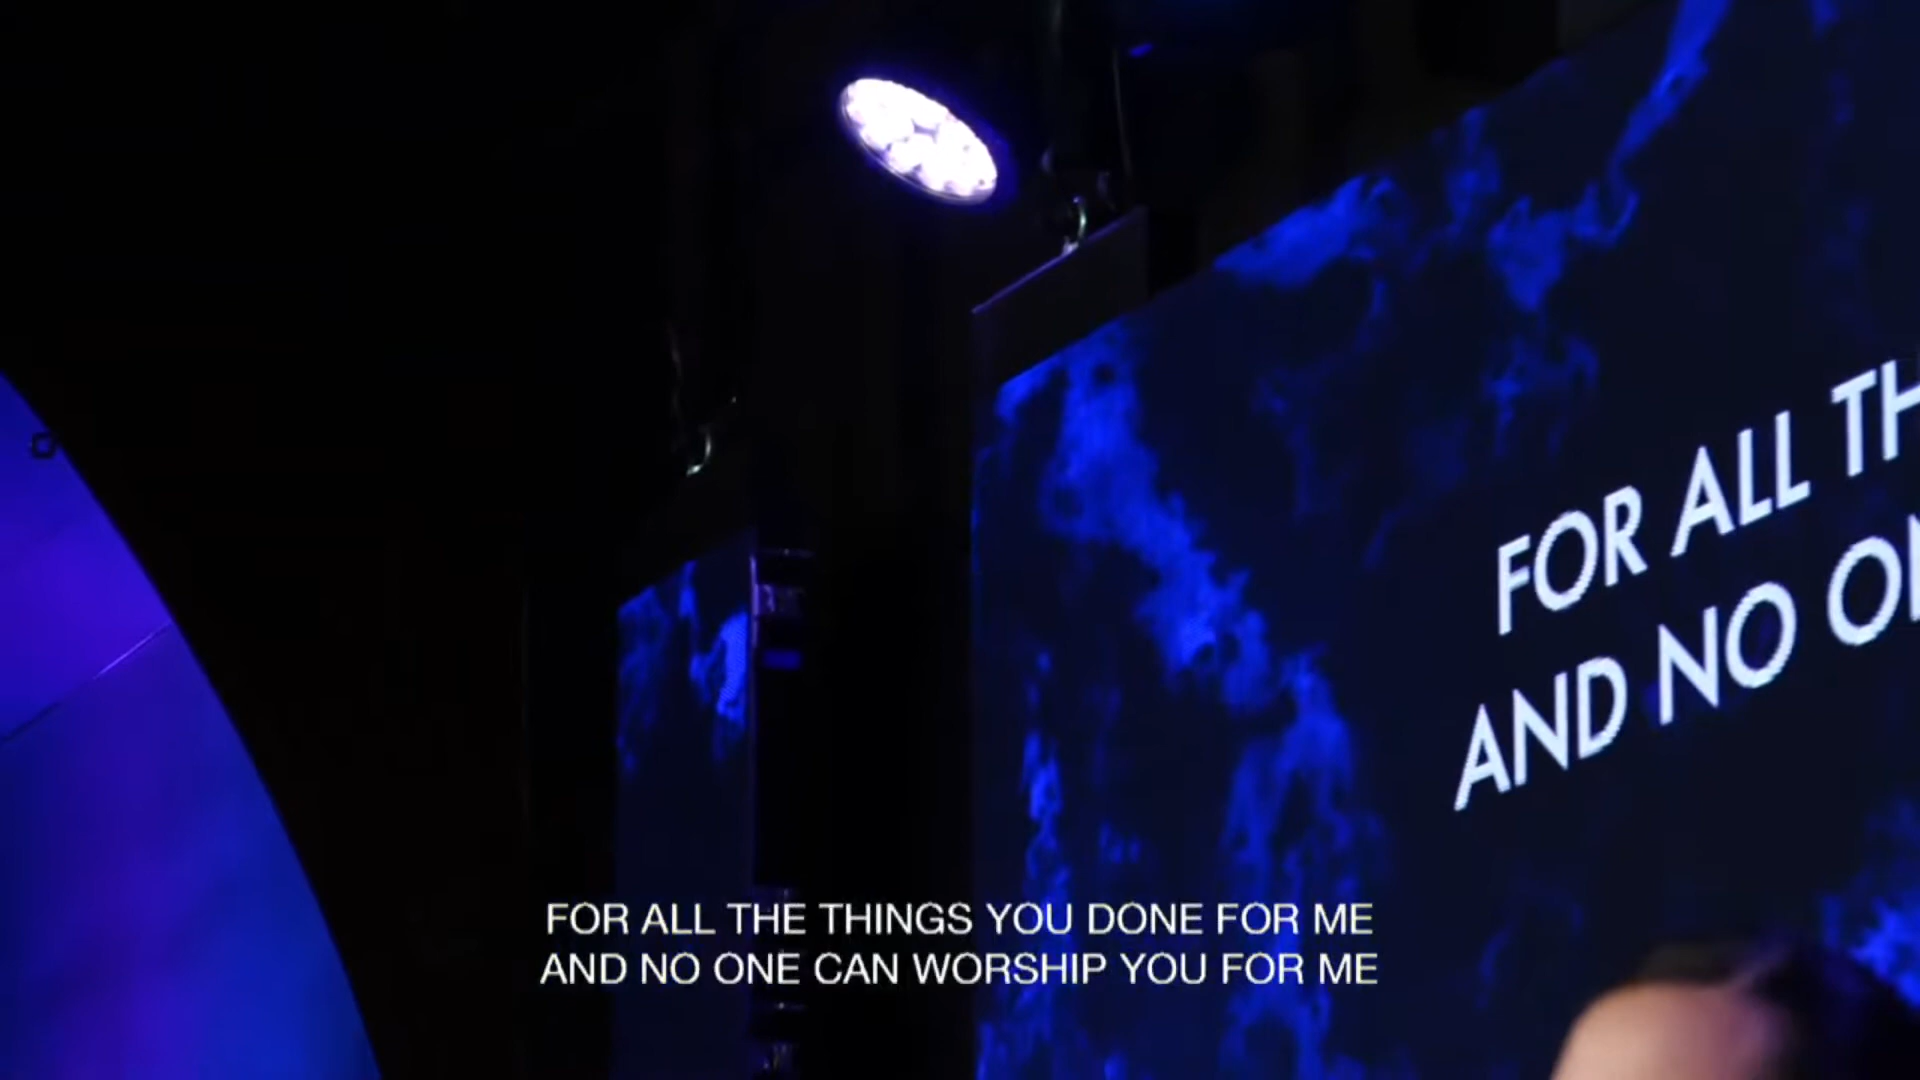 FOR ALL TH
AND NO ON
FOR ALL THE THINGS YOU DONE FOR ME
AND NO ONE CAN WORSHIP YOU FOR ME